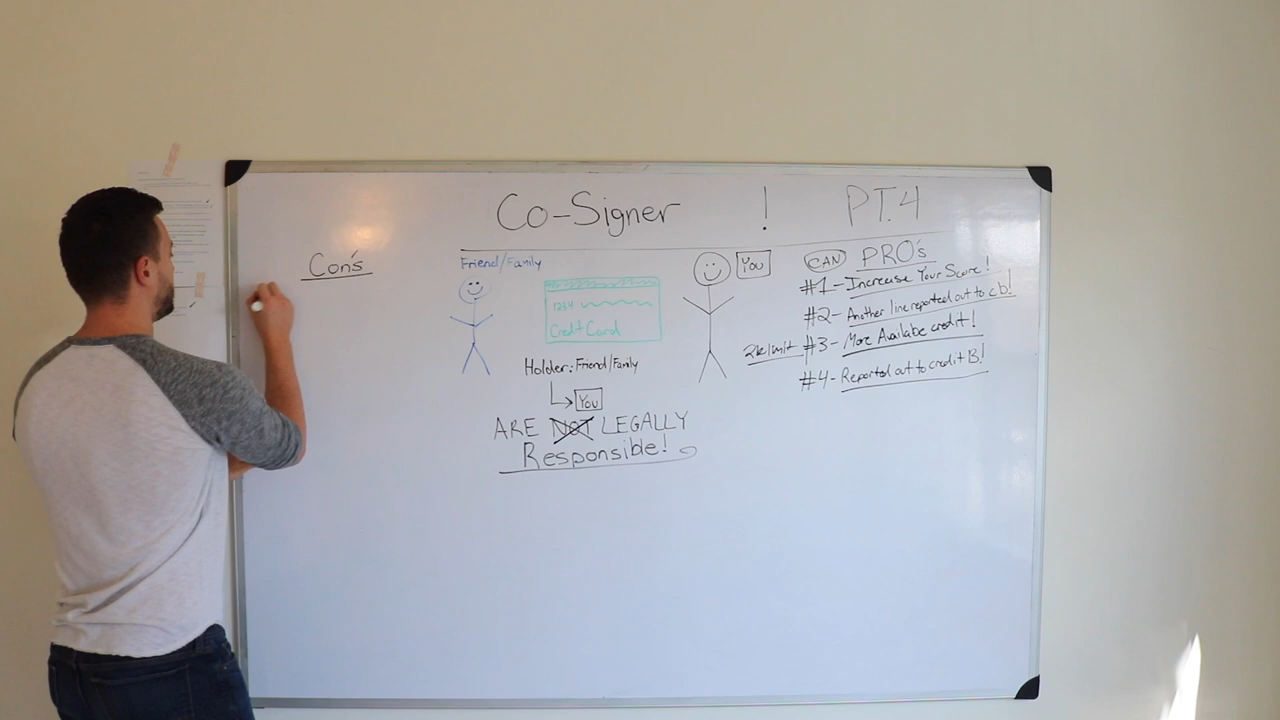 Co-Signer ! PT.4
Con's
Friend/Family
1234
Credit Card
YOU
Holder: Friend/Family
YOU
ARE NOT LEGALLY
Responsible!
CAN PRO's
#1- Increase Your Score!
#2- Another line reported out to cb!
2k limit #3- More Availabe credit!
#4- Reported out to credit B!